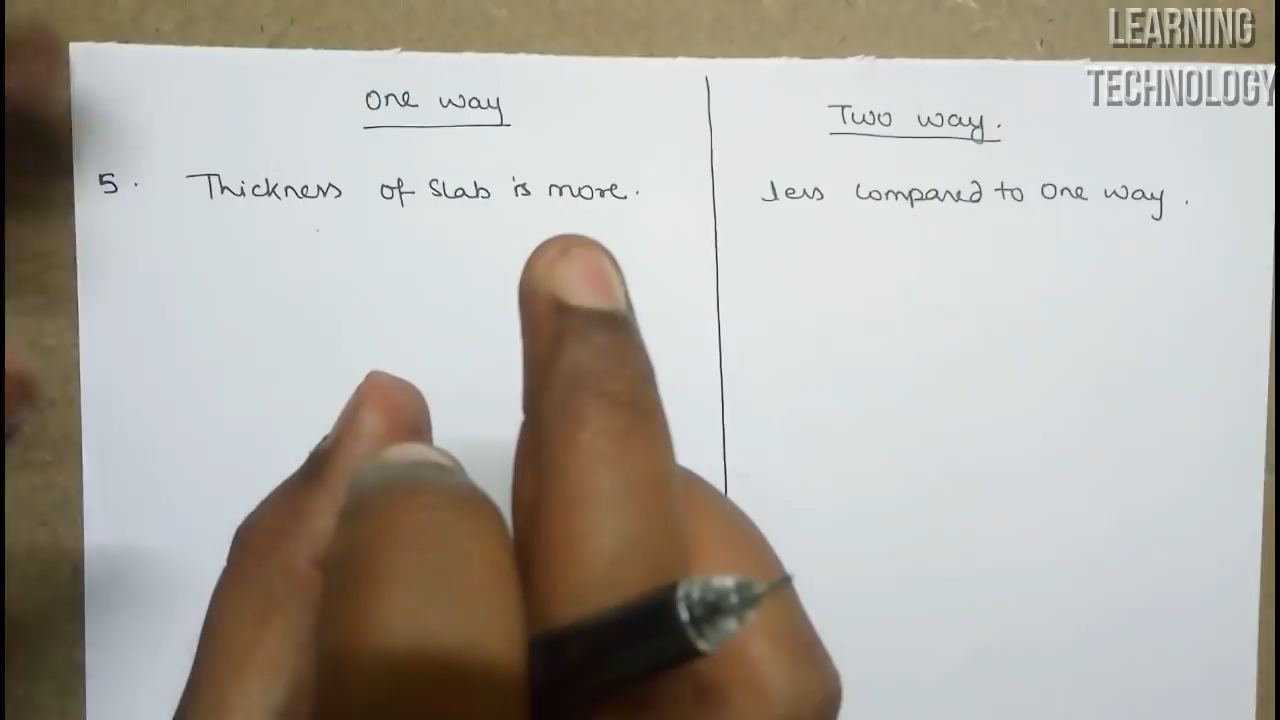 LEARNING
TECHNOLOGY
One way
Two way.
5. Thickness of slab is more.
less compared to one way.